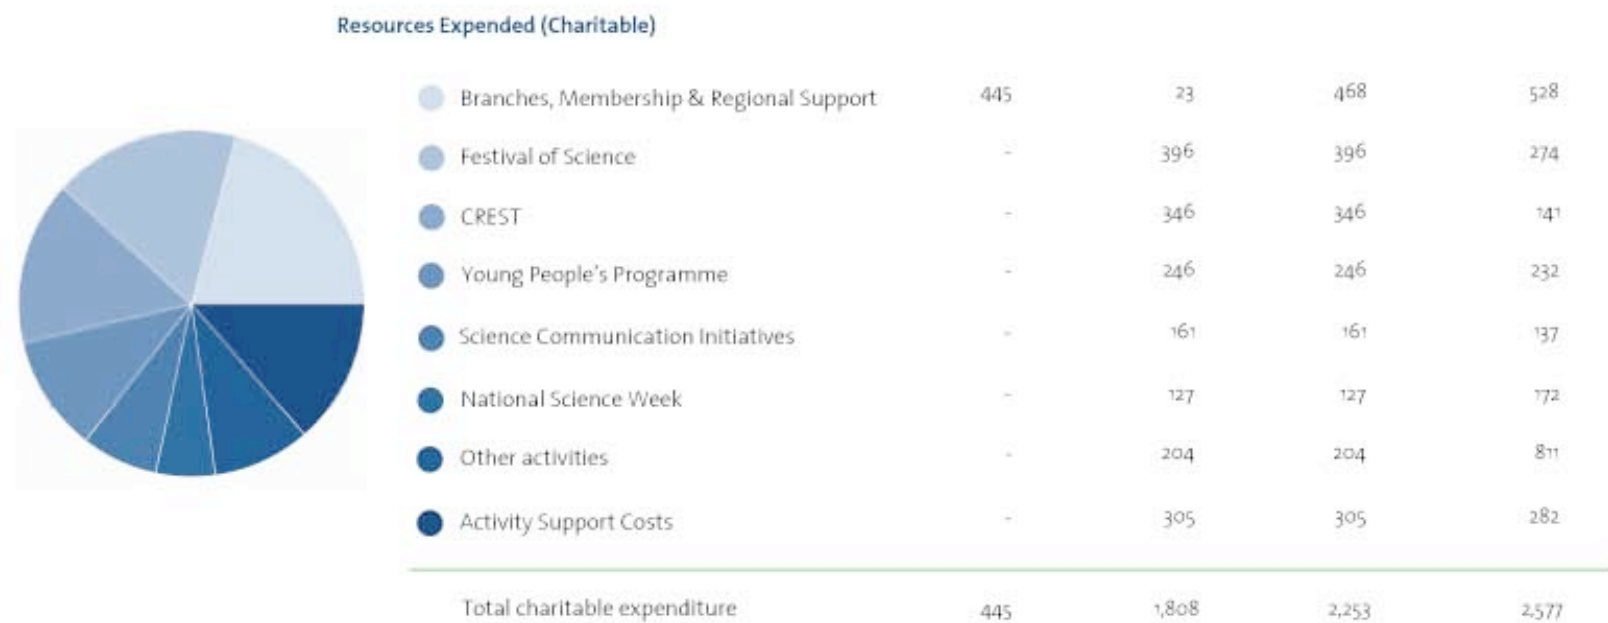 Resources Expended (Charitable)
Branches, Membership & Regional Support 445 23 468 528
Festival of Science - 396 396 274
CREST - 346 346 141
Young People's Programme - 246 246 232
Science Communication Initiatives - 161 161 137
National Science Week - 127 127 172
Other activities - 204 204 811
Activity Support Costs - 305 305 282
Total charitable expenditure 445 1,808 2,253 2,577